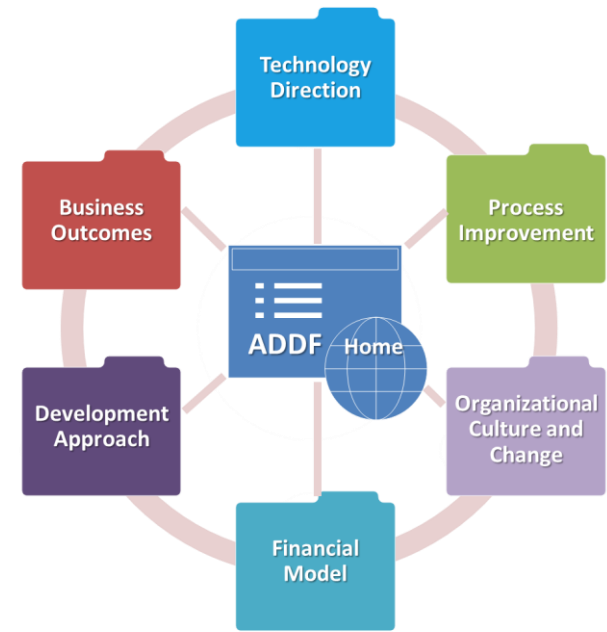 Technology
Direction
Business
Outcomes
Process
Improvement
ADDF
Home
Development
Approach
Organizational
Culture and
Change
Financial
Model